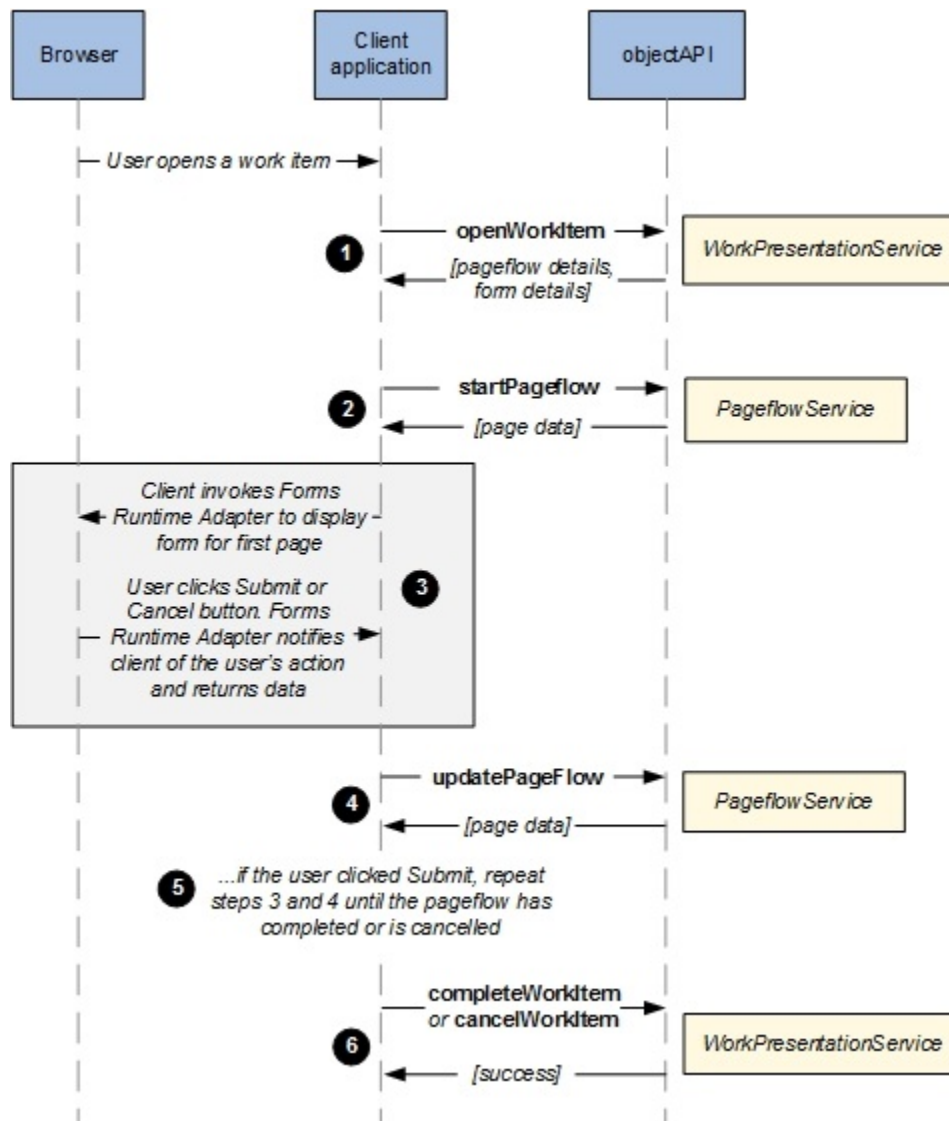 Browser
Client
application
objectAPI
User opens a work item
1
openWorkItem
[pageflow details,
form details]
WorkPresentationService
2
startPageflow
[page data]
PageflowService
Client invokes Forms
Runtime Adapter to display
form for first page
3
User clicks Submit or
Cancel button. Forms
Runtime Adapter notifies
client of the user's action
and returns data
4
updatePageFlow
[page data]
PageflowService
5
...if the user clicked Submit, repeat
steps 3 and 4 until the pageflow has
completed or is cancelled
6
completeWorkItem
or cancelWorkItem
[success]
WorkPresentationService